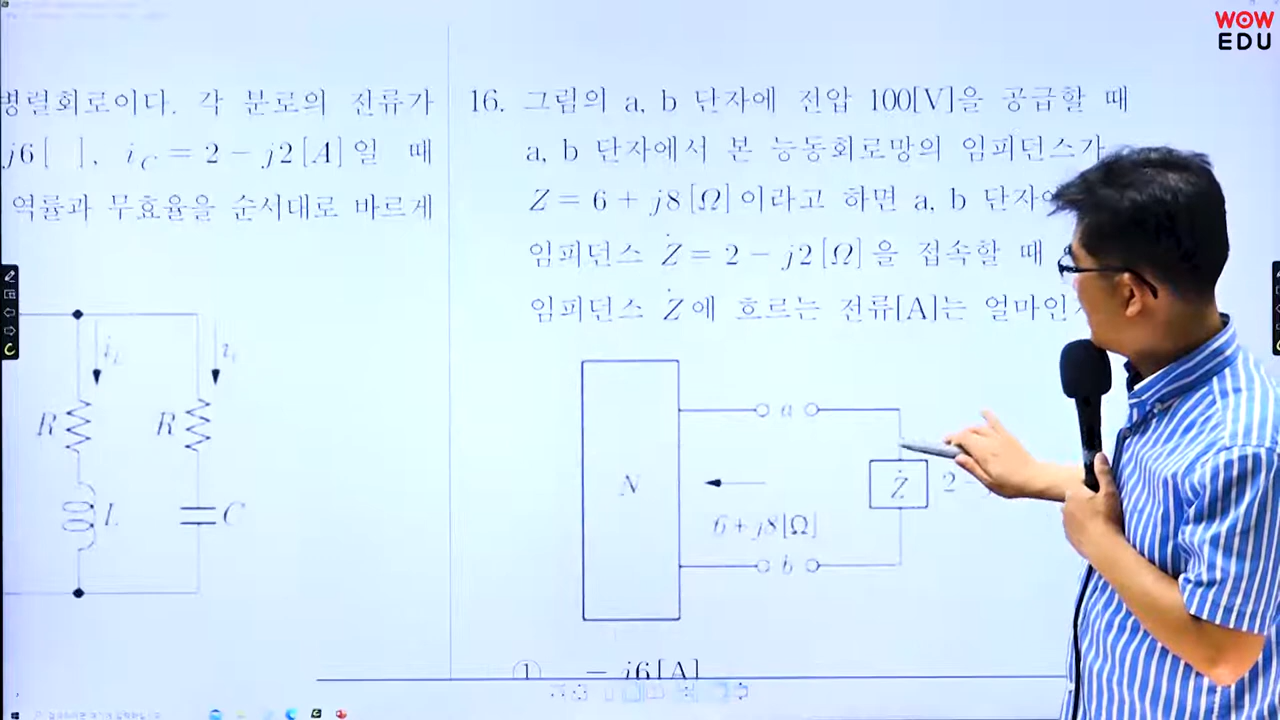 WOW
EDU
병렬회로이다. 각 분로의 전류가
j6[ ], i_C = 2 - j2[A]일 때
역률과 무효율을 순시대로 바르게
R
R
L
C
16. 그림의 a, b 단자에 전압 100[V]을 공급할 때
a, b 단자에서 본 능동회로망의 임피던스가
Z = 6 + j8[Ω]이라고 하면 a, b 단자에
임피던스 Ż = 2 - j2[Ω]을 접속할 때
임피던스 Ż에 흐르는 전류[A]는 얼마인
a
N
Ż
2 -
6 + j8[Ω]
b
① - j6[A]